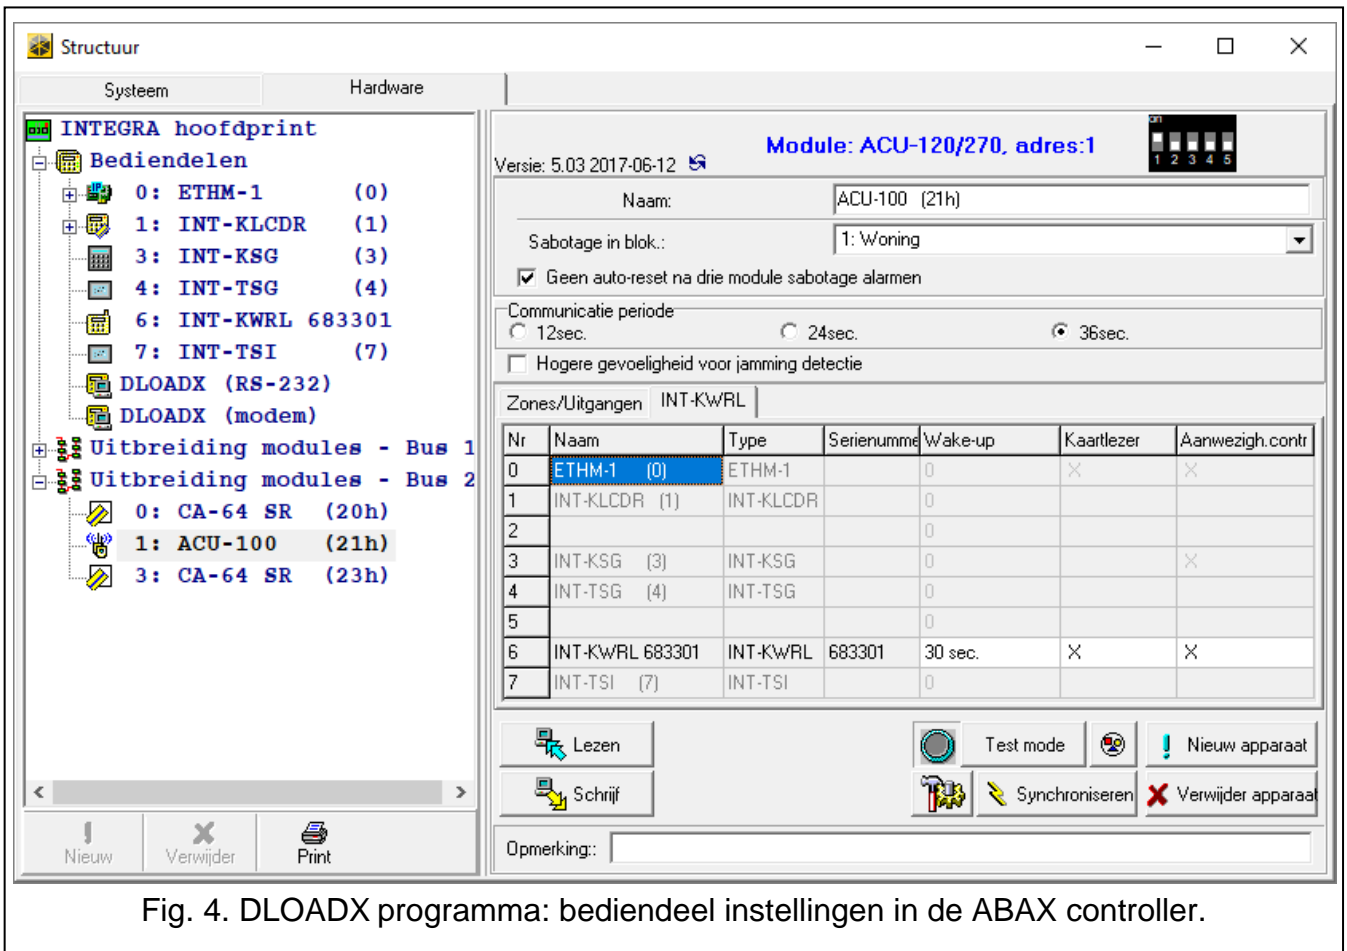 Structuur
Systeem Hardware
INTEGRA hoofdprint
Bediendelen
0: ETHM-1 (0)
1: INT-KLCDR (1)
3: INT-KSG (3)
4: INT-TSG (4)
6: INT-KWRL 683301
7: INT-TSI (7)
DLOADX (RS-232)
DLOADX (modem)
Uitbreiding modules - Bus 1
Uitbreiding modules - Bus 2
0: CA-64 SR (20h)
1: ACU-100 (21h)
3: CA-64 SR (23h)
Nieuw Verwijder Print
Versie: 5.03 2017-06-12
Module: ACU-120/270, adres:1
on
1 2 3 4 5
Naam: ACU-100 (21h)
Sabotage in blok.: 1: Woning
Geen auto-reset na drie module sabotage alarmen
Communicatie periode
12sec. 24sec. 36sec.
Hogere gevoeligheid voor jamming detectie
Zones/Uitgangen INT-KWRL
Nr Naam Type Serienumme Wake-up Kaartlezer Aanwezigh.contr
0 ETHM-1 (0) ETHM-1 0 X X
1 INT-KLCDR (1) INT-KLCDR 0
2 0
3 INT-KSG (3) INT-KSG 0 X
4 INT-TSG (4) INT-TSG 0
5 0
6 INT-KWRL 683301 INT-KWRL 683301 30 sec. X X
7 INT-TSI (7) INT-TSI 0
Lezen Test mode Nieuw apparaat
Schrijf Synchroniseren Verwijder apparaat
Opmerking::
Fig. 4. DLOADX programma: bediendeel instellingen in de ABAX controller.